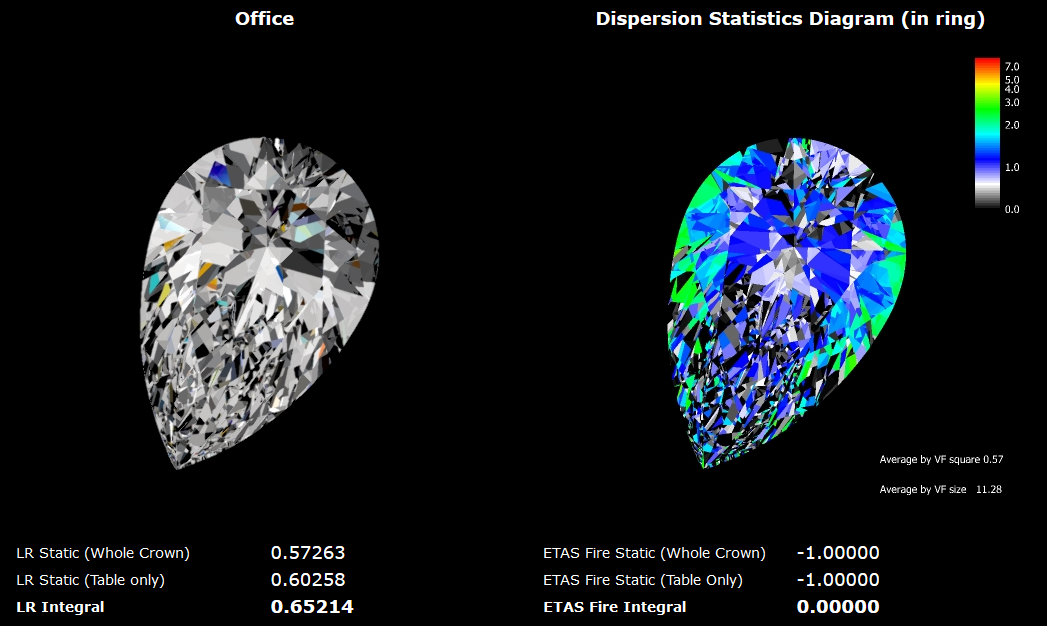 Office
Dispersion Statistics Diagram (in ring)
7.0
5.0
4.0
3.0
2.0
1.0
0.0
Average by VF square 0.57
Average by VF size 11.28
LR Static (Whole Crown) 0.57263
LR Static (Table only) 0.60258
LR Integral 0.65214
ETAS Fire Static (Whole Crown) -1.00000
ETAS Fire Static (Table Only) -1.00000
ETAS Fire Integral 0.00000